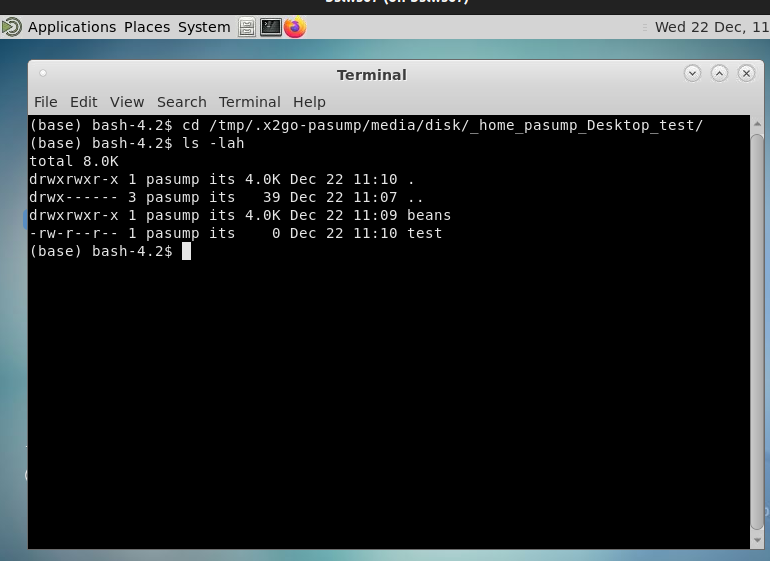 Applications Places System Wed 22 Dec, 11
Terminal
File Edit View Search Terminal Help
(base) bash-4.2$ cd /tmp/.x2go-pasump/media/disk/_home_pasump_Desktop_test/
(base) bash-4.2$ ls -lah
total 8.0K
drwxrwxr-x 1 pasump its 4.0K Dec 22 11:10 .
drwx------ 3 pasump its   39 Dec 22 11:07 ..
drwxrwxr-x 1 pasump its 4.0K Dec 22 11:09 beans
-rw-r--r-- 1 pasump its    0 Dec 22 11:10 test
(base) bash-4.2$